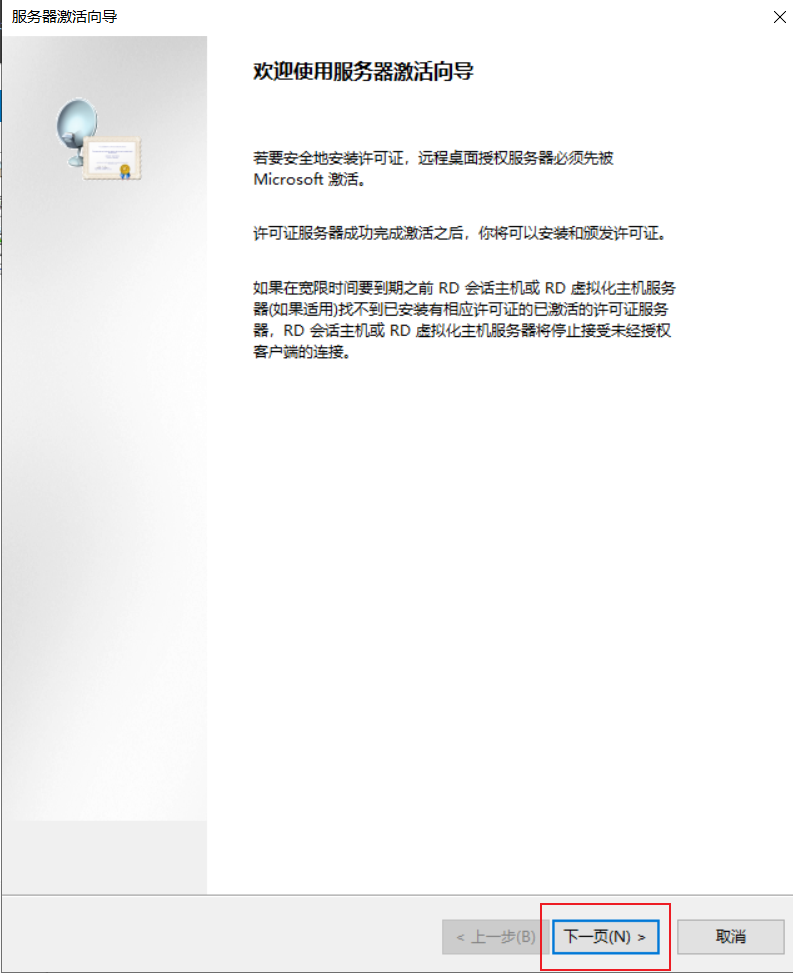 服务器激活向导
欢迎使用服务器激活向导
若要安全地安装许可证，远程桌面授权服务器必须先被
Microsoft 激活。
许可证服务器成功完成激活之后，你将可以安装和颁发许可证。
如果在宽限时间要到期之前 RD 会话主机或 RD 虚拟化主机服务
器(如果适用)找不到已安装有相应许可证的已激活的许可证服务
器，RD 会话主机或 RD 虚拟化主机服务器将停止接受未经授权
客户端的连接。
< 上一步(B)
下一页(N) >
取消